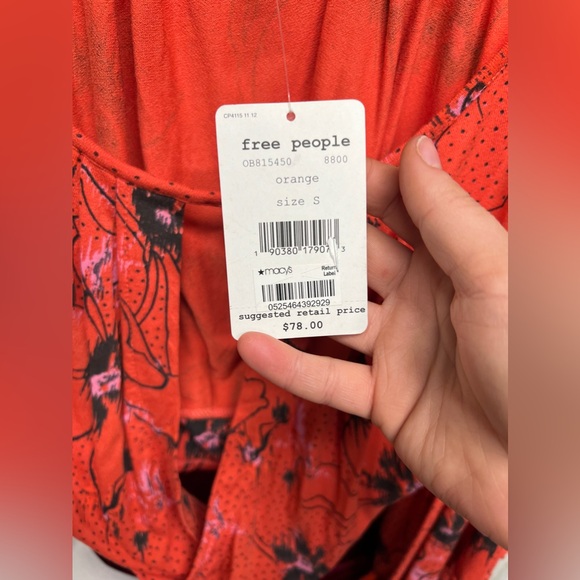 CP4115 11 12
free people
OB815450 8800
orange
size S
1 90380 17907 3
★macys Return
Label
0525464392929
suggested retail price
$78.00